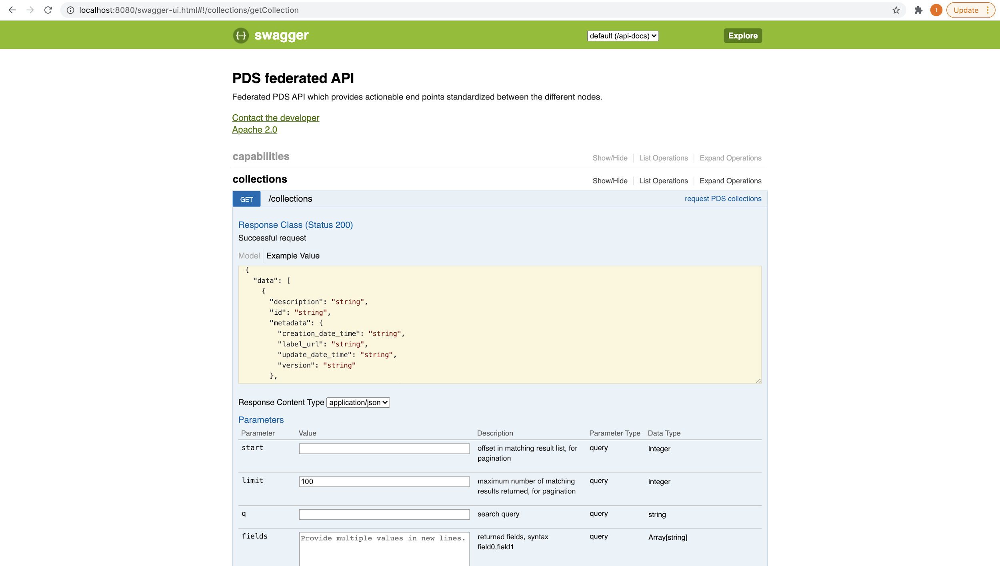 localhost:8080/swagger-ui.html#!/collections/getCollection
t
Update
{···} swagger
default (/api-docs)
Explore
PDS federated API
Federated PDS API which provides actionable end points standardized between the different nodes.
Contact the developer
Apache 2.0
capabilities Show/Hide List Operations Expand Operations
collections Show/Hide List Operations Expand Operations
GET /collections request PDS collections
Response Class (Status 200)
Successful request
Model Example Value
{
"data": [
{
"description": "string",
"id": "string",
"metadata": {
"creation_date_time": "string",
"label_url": "string",
"update_date_time": "string",
"version": "string"
},
Response Content Type application/json
Parameters
Parameter Value Description Parameter Type Data Type
start offset in matching result list, for query integer
pagination
limit 100 maximum number of matching query integer
results returned, for pagination
q search query query string
fields Provide multiple values in new lines. returned fields, syntax query Array[string]
field0,field1